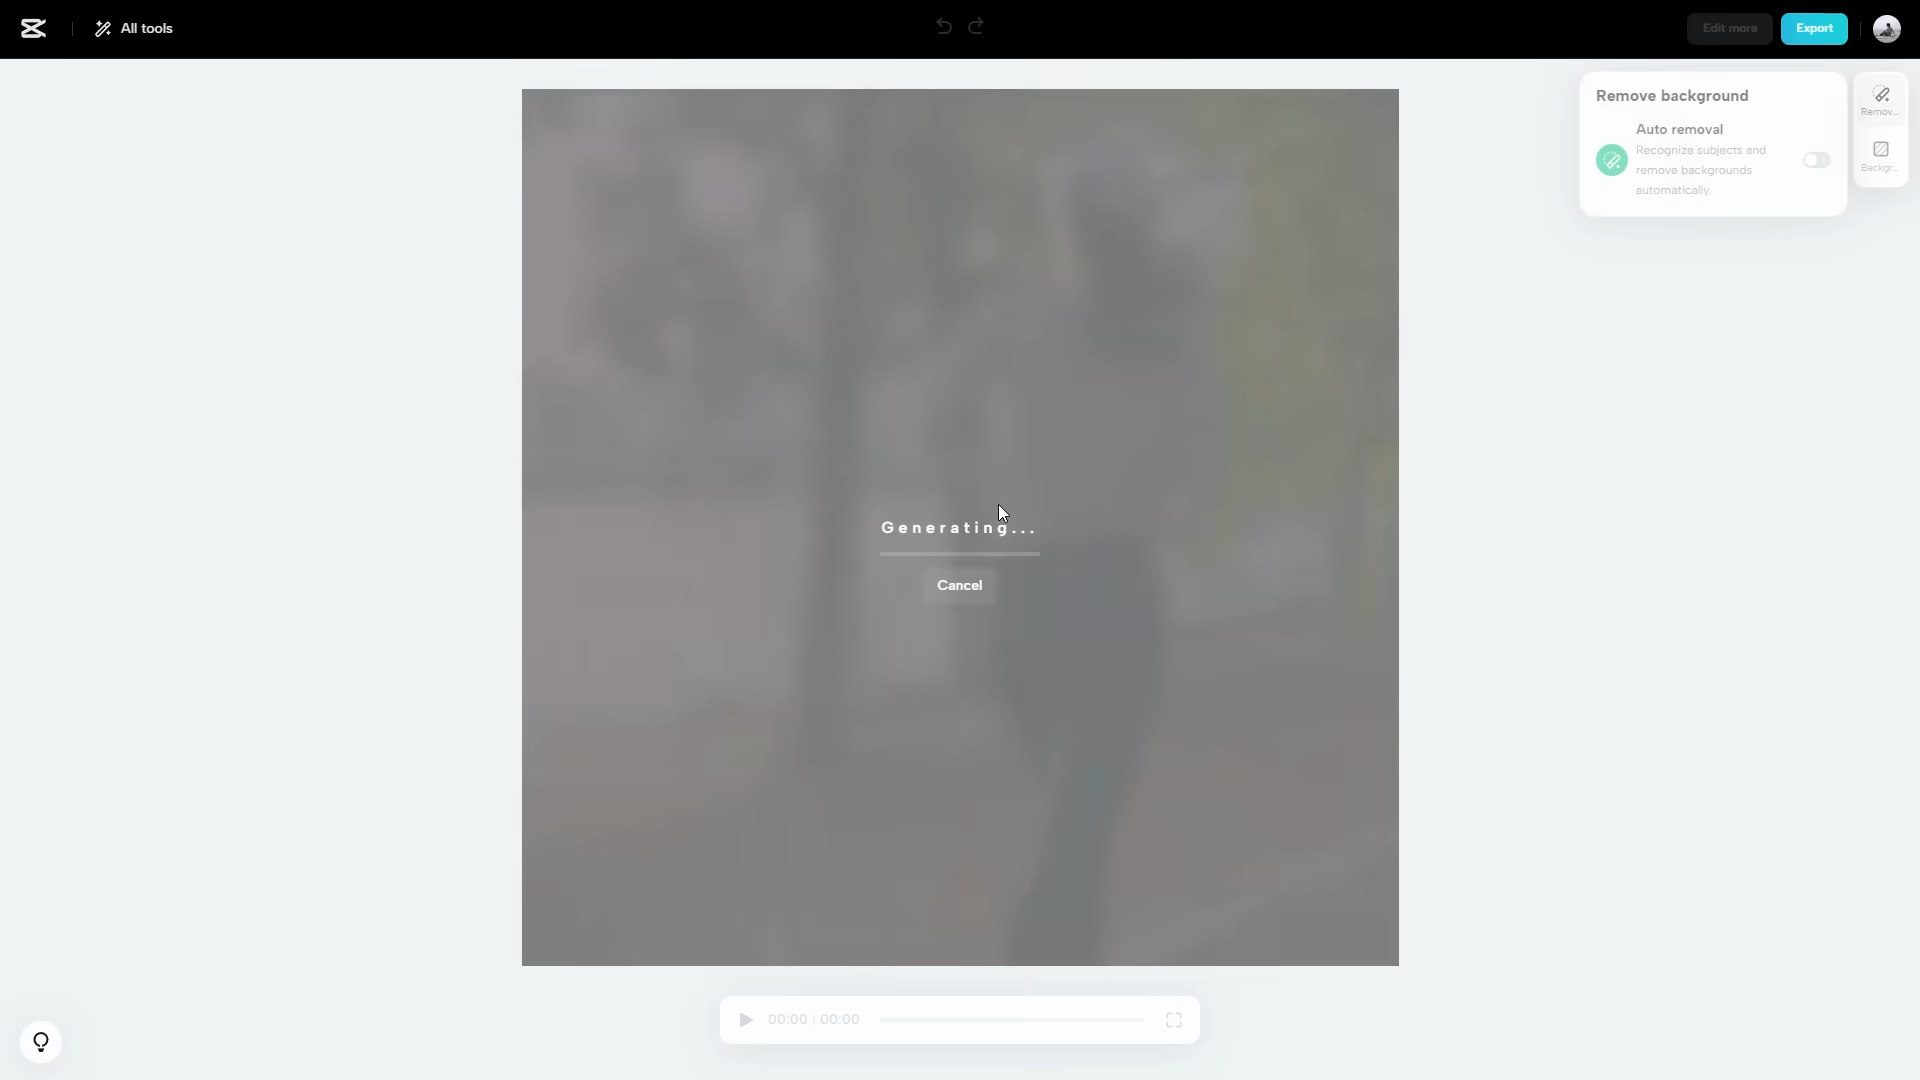 All tools
Edit more
Export
Remove background
Auto removal
Recognize subjects and
remove backgrounds
automatically.
Remov...
Backgr...
Generating...
Cancel
00:00 | 00:00